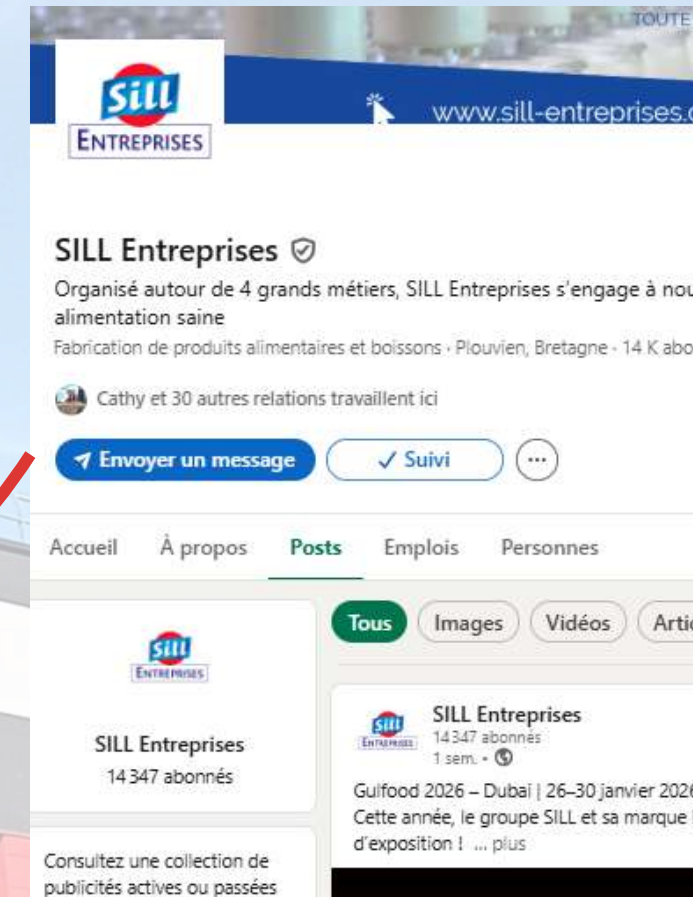 TOUTE
Sill
ENTREPRISES
www.sill-entreprises.
SILL Entreprises
Organisé autour de 4 grands métiers, SILL Entreprises s'engage à nou
alimentation saine
Fabrication de produits alimentaires et boissons · Plouvien, Bretagne · 14 K abo
Cathy et 30 autres relations travaillent ici
Envoyer un message
Suivi
Accueil À propos Posts Emplois Personnes
Tous Images Vidéos Artic
Sill
ENTREPRISES
SILL Entreprises
14 347 abonnés
Sill
ENTREPRISES
SILL Entreprises
14 347 abonnés
1 sem. •
Gulfood 2026 – Dubai | 26–30 janvier 2026
Cette année, le groupe SILL et sa marque
d'exposition ! ... plus
Consultez une collection de
publicités actives ou passées